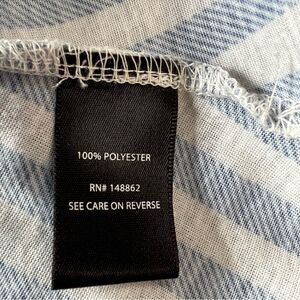 100% POLYESTER
RN# 148862
SEE CARE ON REVERSE